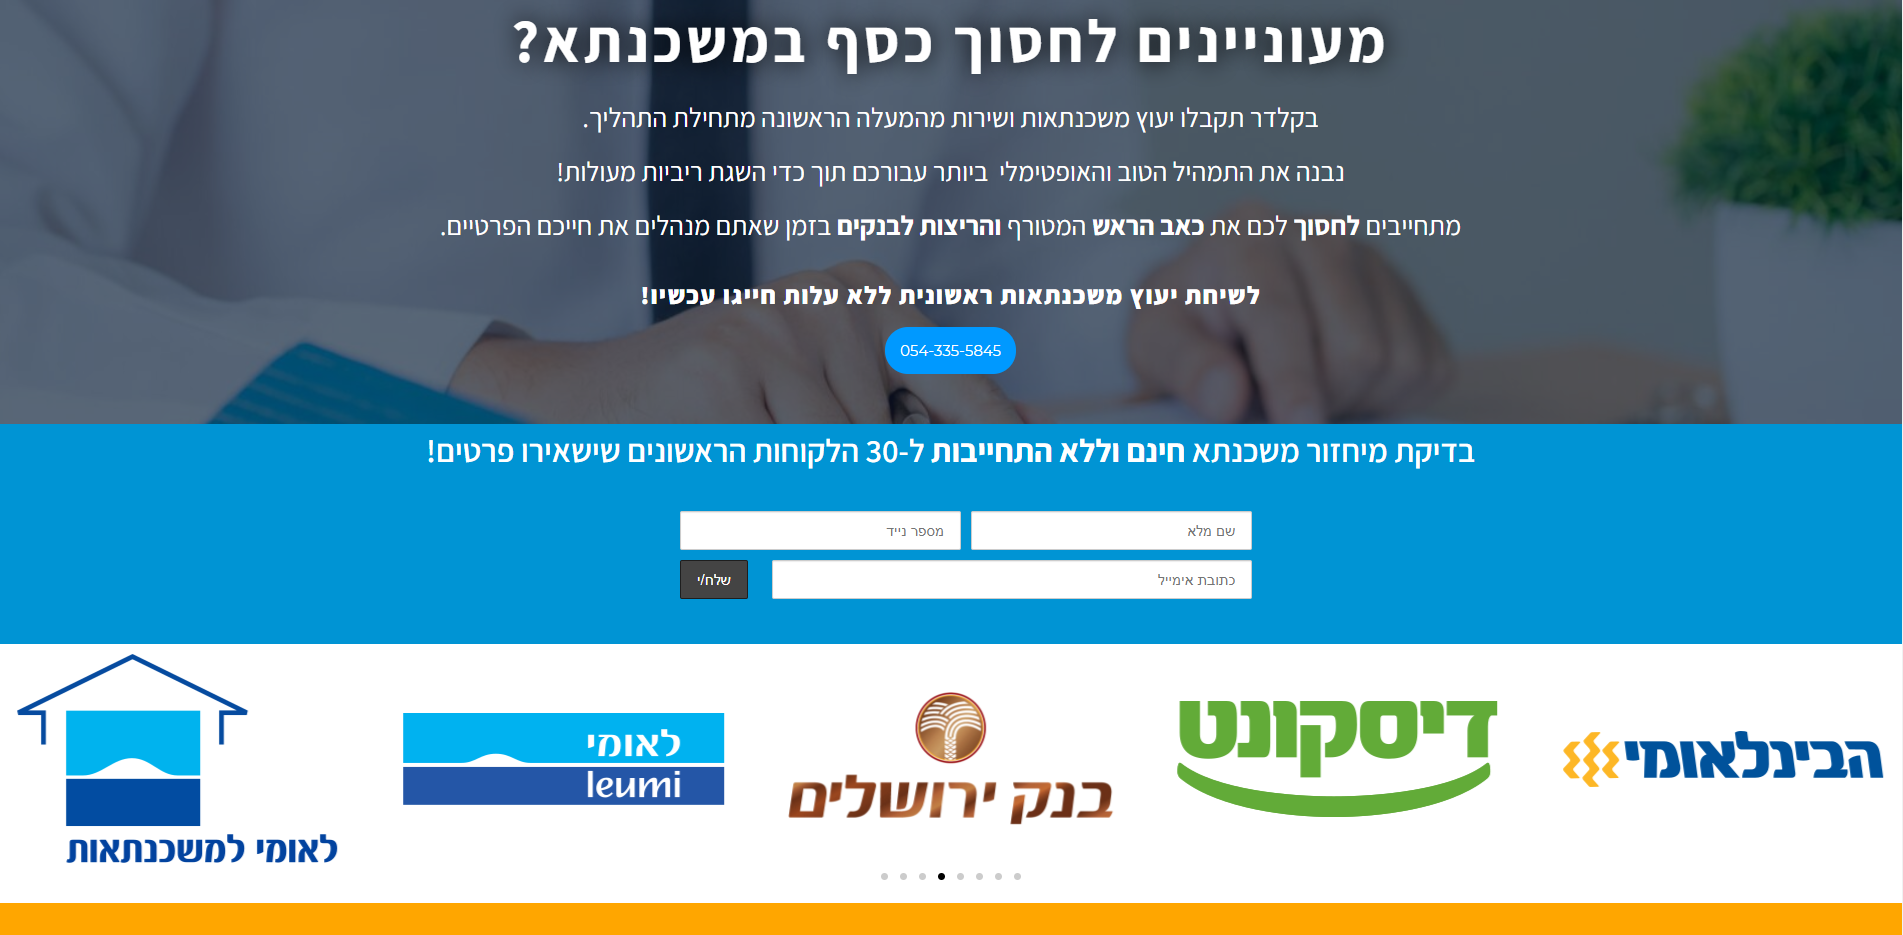 מעוניינים לחסוך כסף במשכנתא?
בקלדר תקבלו יעוץ משכנתאות ושירות מהמעלה הראשונה מתחילת התהליך.
נבנה את התמהיל הטוב והאופטימלי ביותר עבורכם תוך כדי השגת ריביות מעולות!
מתחייבים לחסוך לכם את כאב הראש המטורף והריצות לבנקים בזמן שאתם מנהלים את חייכם הפרטיים.
לשיחת יעוץ משכנתאות ראשונית ללא עלות חייגו עכשיו!
054-335-5845
בדיקת מיחזור משכנתא חינם וללא התחייבות ל-30 הלקוחות הראשונים שישאירו פרטים!
שם מלא
מספר נייד
כתובת אימייל
שלח/י
הבינלאומי
דיסקונט
בנק ירושלים
לאומי
leumi
לאומי למשכנתאות